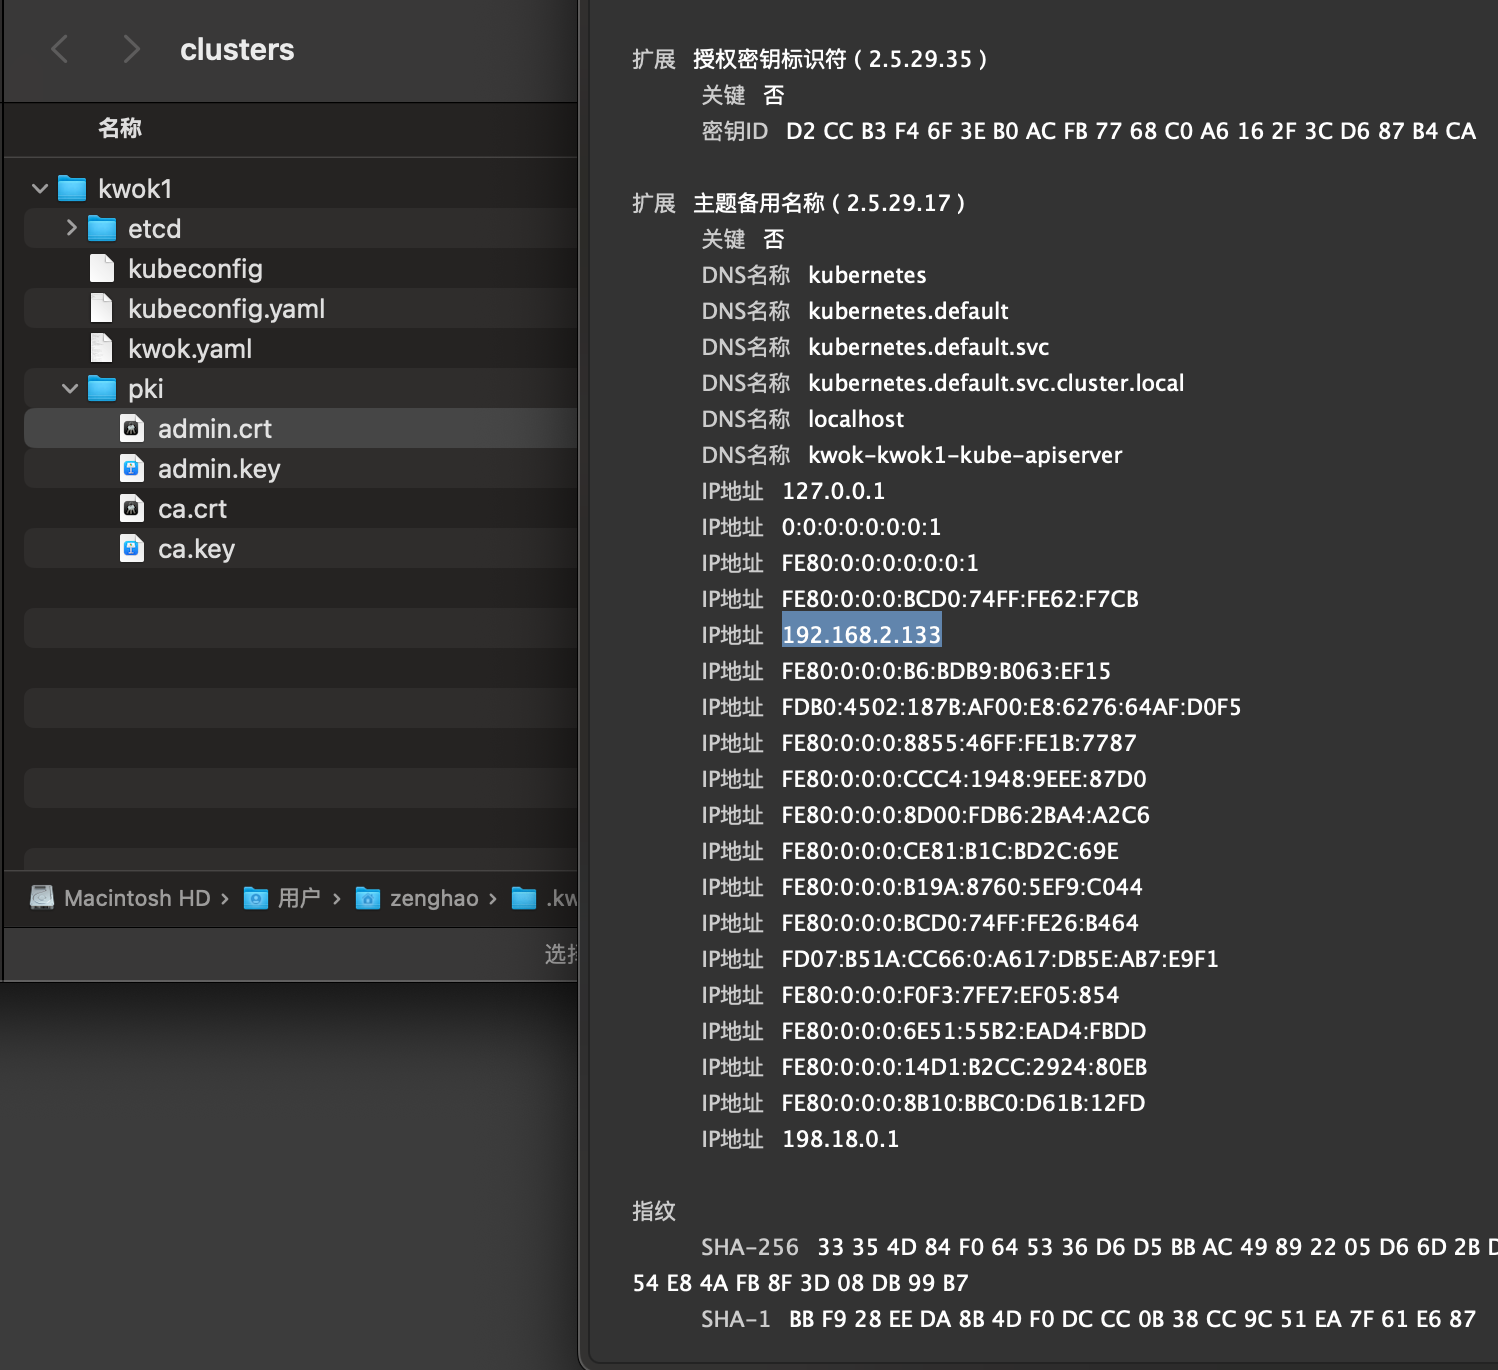 clusters
名称
kwok1
etcd
kubeconfig
kubeconfig.yaml
kwok.yaml
pki
admin.crt
admin.key
ca.crt
ca.key
Macintosh HD › 用户 › zenghao › .kw
选择
扩展 授权密钥标识符 ( 2.5.29.35 )
关键 否
密钥ID D2 CC B3 F4 6F 3E B0 AC FB 77 68 C0 A6 16 2F 3C D6 87 B4 CA
扩展 主题备用名称 ( 2.5.29.17 )
关键 否
DNS名称 kubernetes
DNS名称 kubernetes.default
DNS名称 kubernetes.default.svc
DNS名称 kubernetes.default.svc.cluster.local
DNS名称 localhost
DNS名称 kwok-kwok1-kube-apiserver
IP地址 127.0.0.1
IP地址 0:0:0:0:0:0:0:1
IP地址 FE80:0:0:0:0:0:0:1
IP地址 FE80:0:0:0:BCD0:74FF:FE62:F7CB
IP地址 192.168.2.133
IP地址 FE80:0:0:0:B6:BDB9:B063:EF15
IP地址 FDB0:4502:187B:AF00:E8:6276:64AF:D0F5
IP地址 FE80:0:0:0:8855:46FF:FE1B:7787
IP地址 FE80:0:0:0:CCC4:1948:9EEE:87D0
IP地址 FE80:0:0:0:8D00:FDB6:2BA4:A2C6
IP地址 FE80:0:0:0:CE81:B1C:BD2C:69E
IP地址 FE80:0:0:0:B19A:8760:5EF9:C044
IP地址 FE80:0:0:0:BCD0:74FF:FE26:B464
IP地址 FD07:B51A:CC66:0:A617:DB5E:AB7:E9F1
IP地址 FE80:0:0:0:F0F3:7FE7:EF05:854
IP地址 FE80:0:0:0:6E51:55B2:EAD4:FBDD
IP地址 FE80:0:0:0:14D1:B2CC:2924:80EB
IP地址 FE80:0:0:0:8B10:BBC0:D61B:12FD
IP地址 198.18.0.1
指纹
SHA-256 33 35 4D 84 F0 64 53 36 D6 D5 BB AC 49 89 22 05 D6 6D 2B
54 E8 4A FB 8F 3D 08 DB 99 B7
SHA-1 BB F9 28 EE DA 8B 4D F0 DC CC 0B 38 CC 9C 51 EA 7F 61 E6 87